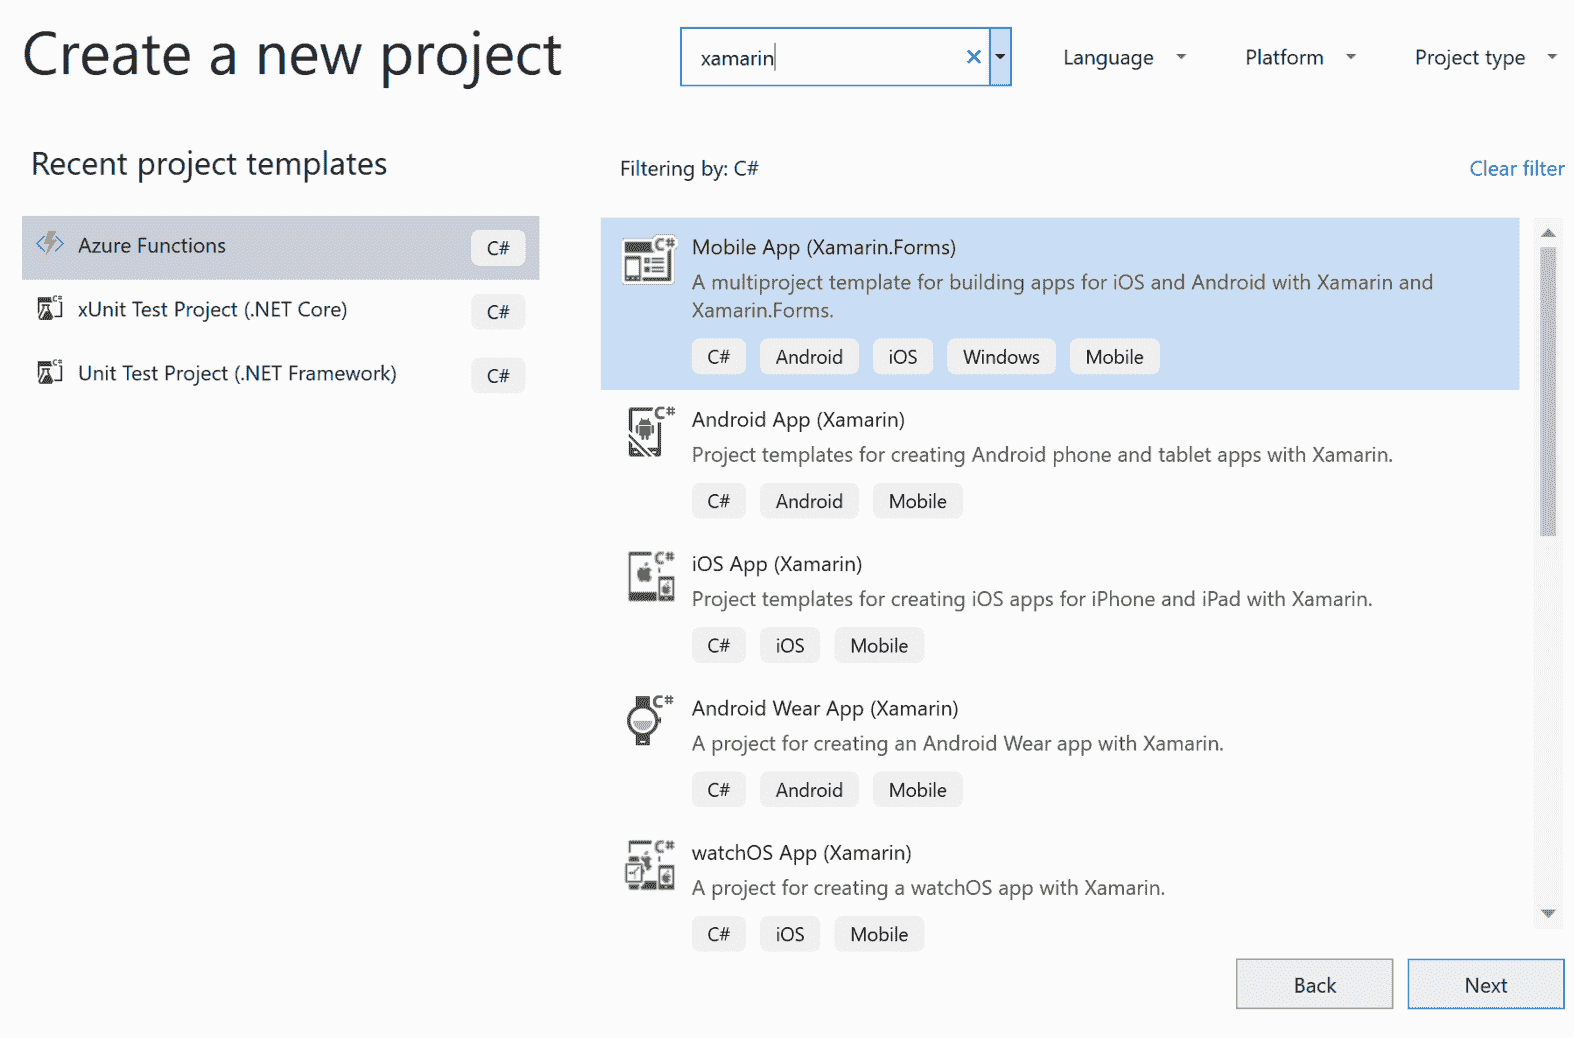 Create a new project
xamarin
Language
Platform
Project type
Recent project templates
Azure Functions
C#
xUnit Test Project (.NET Core)
C#
Unit Test Project (.NET Framework)
C#
Filtering by: C#
Clear filter
C#
Mobile App (Xamarin.Forms)
A multiproject template for building apps for iOS and Android with Xamarin and
Xamarin.Forms.
C# Android iOS Windows Mobile
C#
Android App (Xamarin)
Project templates for creating Android phone and tablet apps with Xamarin.
C# Android Mobile
C#
iOS App (Xamarin)
Project templates for creating iOS apps for iPhone and iPad with Xamarin.
C# iOS Mobile
C#
Android Wear App (Xamarin)
A project for creating an Android Wear app with Xamarin.
C# Android Mobile
C#
watchOS App (Xamarin)
A project for creating a watchOS app with Xamarin.
C# iOS Mobile
Back
Next